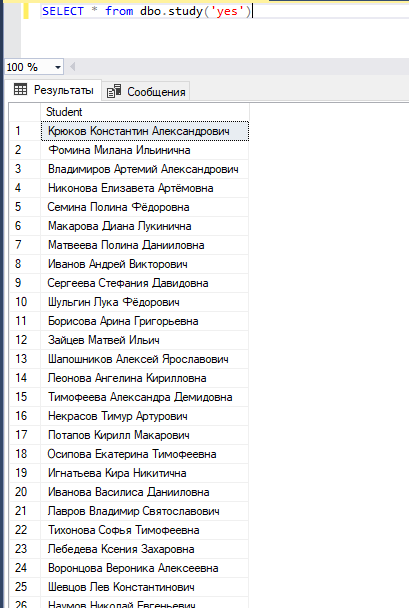 SELECT * from dbo.study('yes')
100 %
Результаты Сообщения
Student
1 Крюков Константин Александрович
2 Фомина Милана Ильинична
3 Владимиров Артемий Александрович
4 Никонова Елизавета Артёмовна
5 Семина Полина Фёдоровна
6 Макарова Диана Лукинична
7 Матвеева Полина Данииловна
8 Иванов Андрей Викторович
9 Сергеева Стефания Давидовна
10 Шульгин Лука Фёдорович
11 Борисова Арина Григорьевна
12 Зайцев Матвей Ильич
13 Шапошников Алексей Ярославович
14 Леонова Ангелина Кирилловна
15 Тимофеева Александра Демидовна
16 Некрасов Тимур Артурович
17 Потапов Кирилл Макарович
18 Осипова Екатерина Тимофеевна
19 Игнатьева Кира Никитична
20 Иванова Василиса Данииловна
21 Лавров Владимир Святославович
22 Тихонова Софья Тимофеевна
23 Лебедева Ксения Захаровна
24 Воронцова Вероника Алексеевна
25 Шевцов Лев Константинович
26 Наумов Николай Евгеньевич